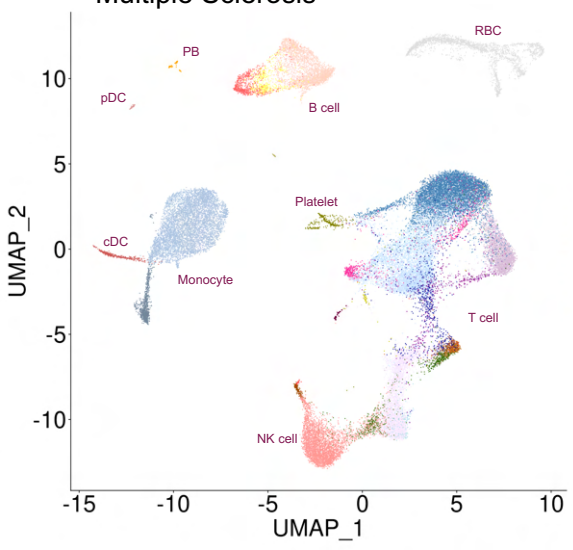 Multiple Sclerosis
RBC
PB
10
pDC
B cell
5
Platelet
UMAP_2
cDC
0
Monocyte
T cell
-5
-10
NK cell
-15
-10
-5
0
5
10
UMAP_1